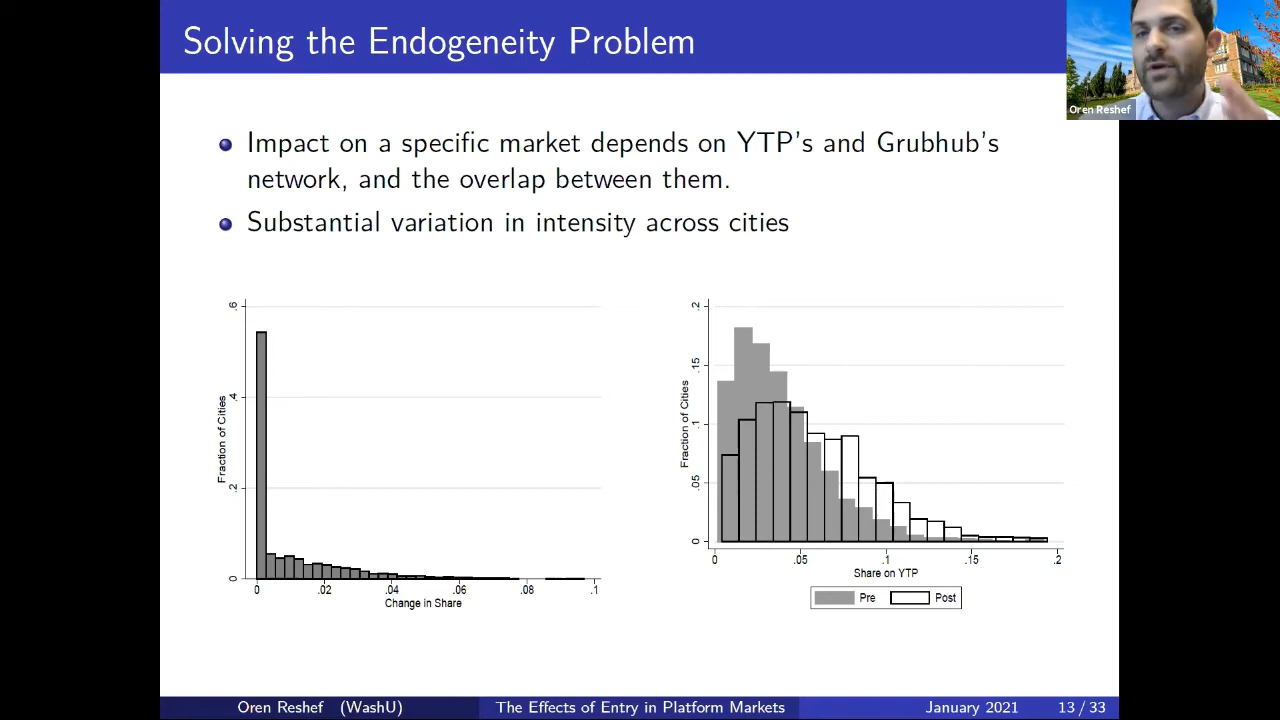 Solving the Endogeneity Problem
Oren Reshef
Impact on a specific market depends on YTP's and Grubhub's
network, and the overlap between them.
Substantial variation in intensity across cities
Fraction of Cities
0 .2 .4 .6
0 .02 .04 .06 .08 .1
Change in Share
Fraction of Cities
0 .05 .1 .15 .2
0 .05 .1 .15 .2
Share on YTP
Pre Post
Oren Reshef (WashU) The Effects of Entry in Platform Markets January 2021 13 / 33